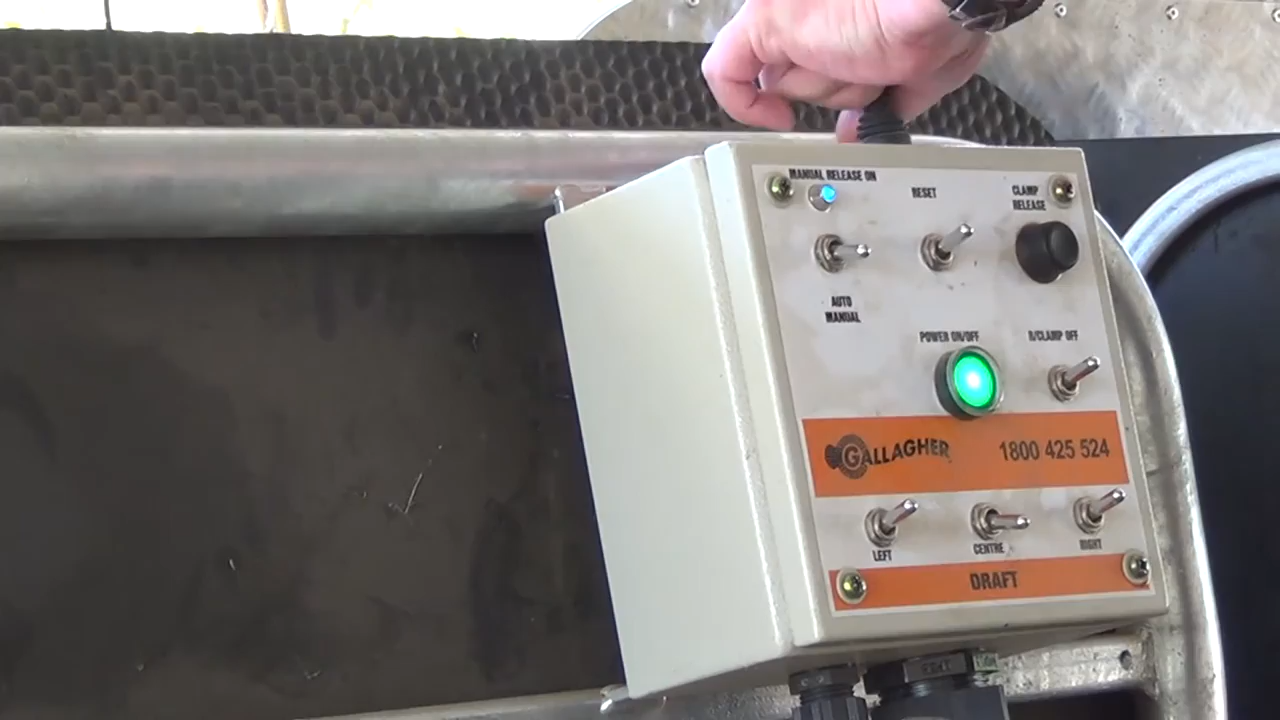 MANUAL RELEASE ON
RESET
CLAMP
RELEASE
AUTO
MANUAL
POWER ON/OFF
R/CLAMP OFF
GALLAGHER
1800 425 524
LEFT
CENTRE
RIGHT
DRAFT